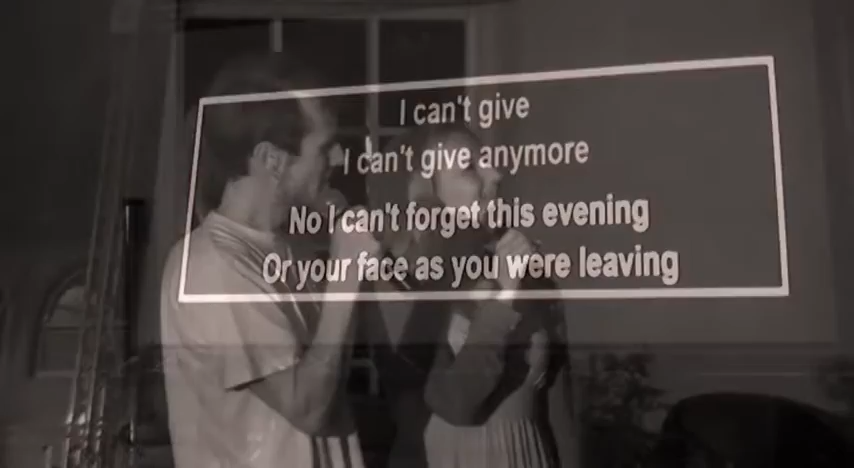 I can't give
I can't give anymore
No I can't forget this evening
Or your face as you were leaving